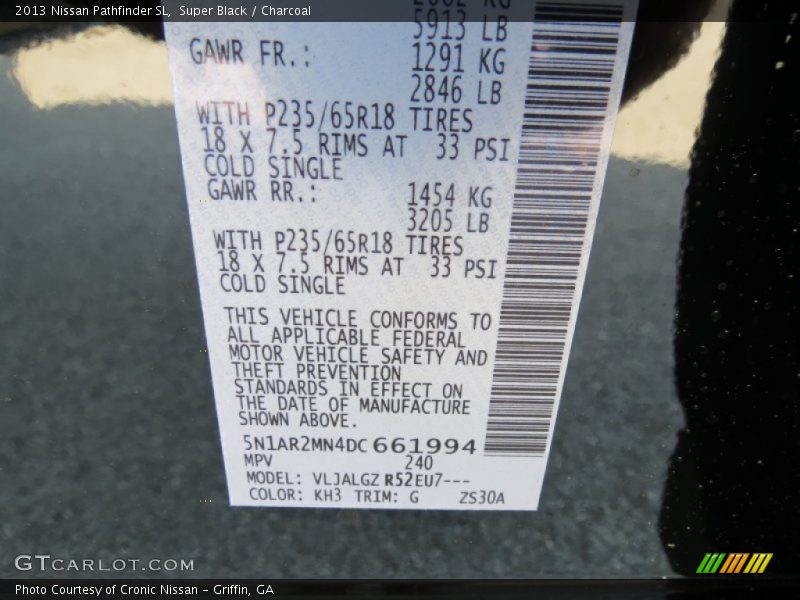 2013 Nissan Pathfinder SL, Super Black / Charcoal
5913 LB
GAWR FR.: 1291 KG
2846 LB
WITH P235/65R18 TIRES
18 X 7.5 RIMS AT 33 PSI
COLD SINGLE
GAWR RR.: 1454 KG
3205 LB
WITH P235/65R18 TIRES
18 X 7.5 RIMS AT 33 PSI
COLD SINGLE
THIS VEHICLE CONFORMS TO
ALL APPLICABLE FEDERAL
MOTOR VEHICLE SAFETY AND
THEFT PREVENTION
STANDARDS IN EFFECT ON
THE DATE OF MANUFACTURE
SHOWN ABOVE.
5N1AR2MN4DC661994
MPV 240
MODEL: VLJALGZ R52EU7---
COLOR: KH3 TRIM: G ZS30A
GTCARLOT.COM
Photo Courtesy of Cronic Nissan - Griffin, GA